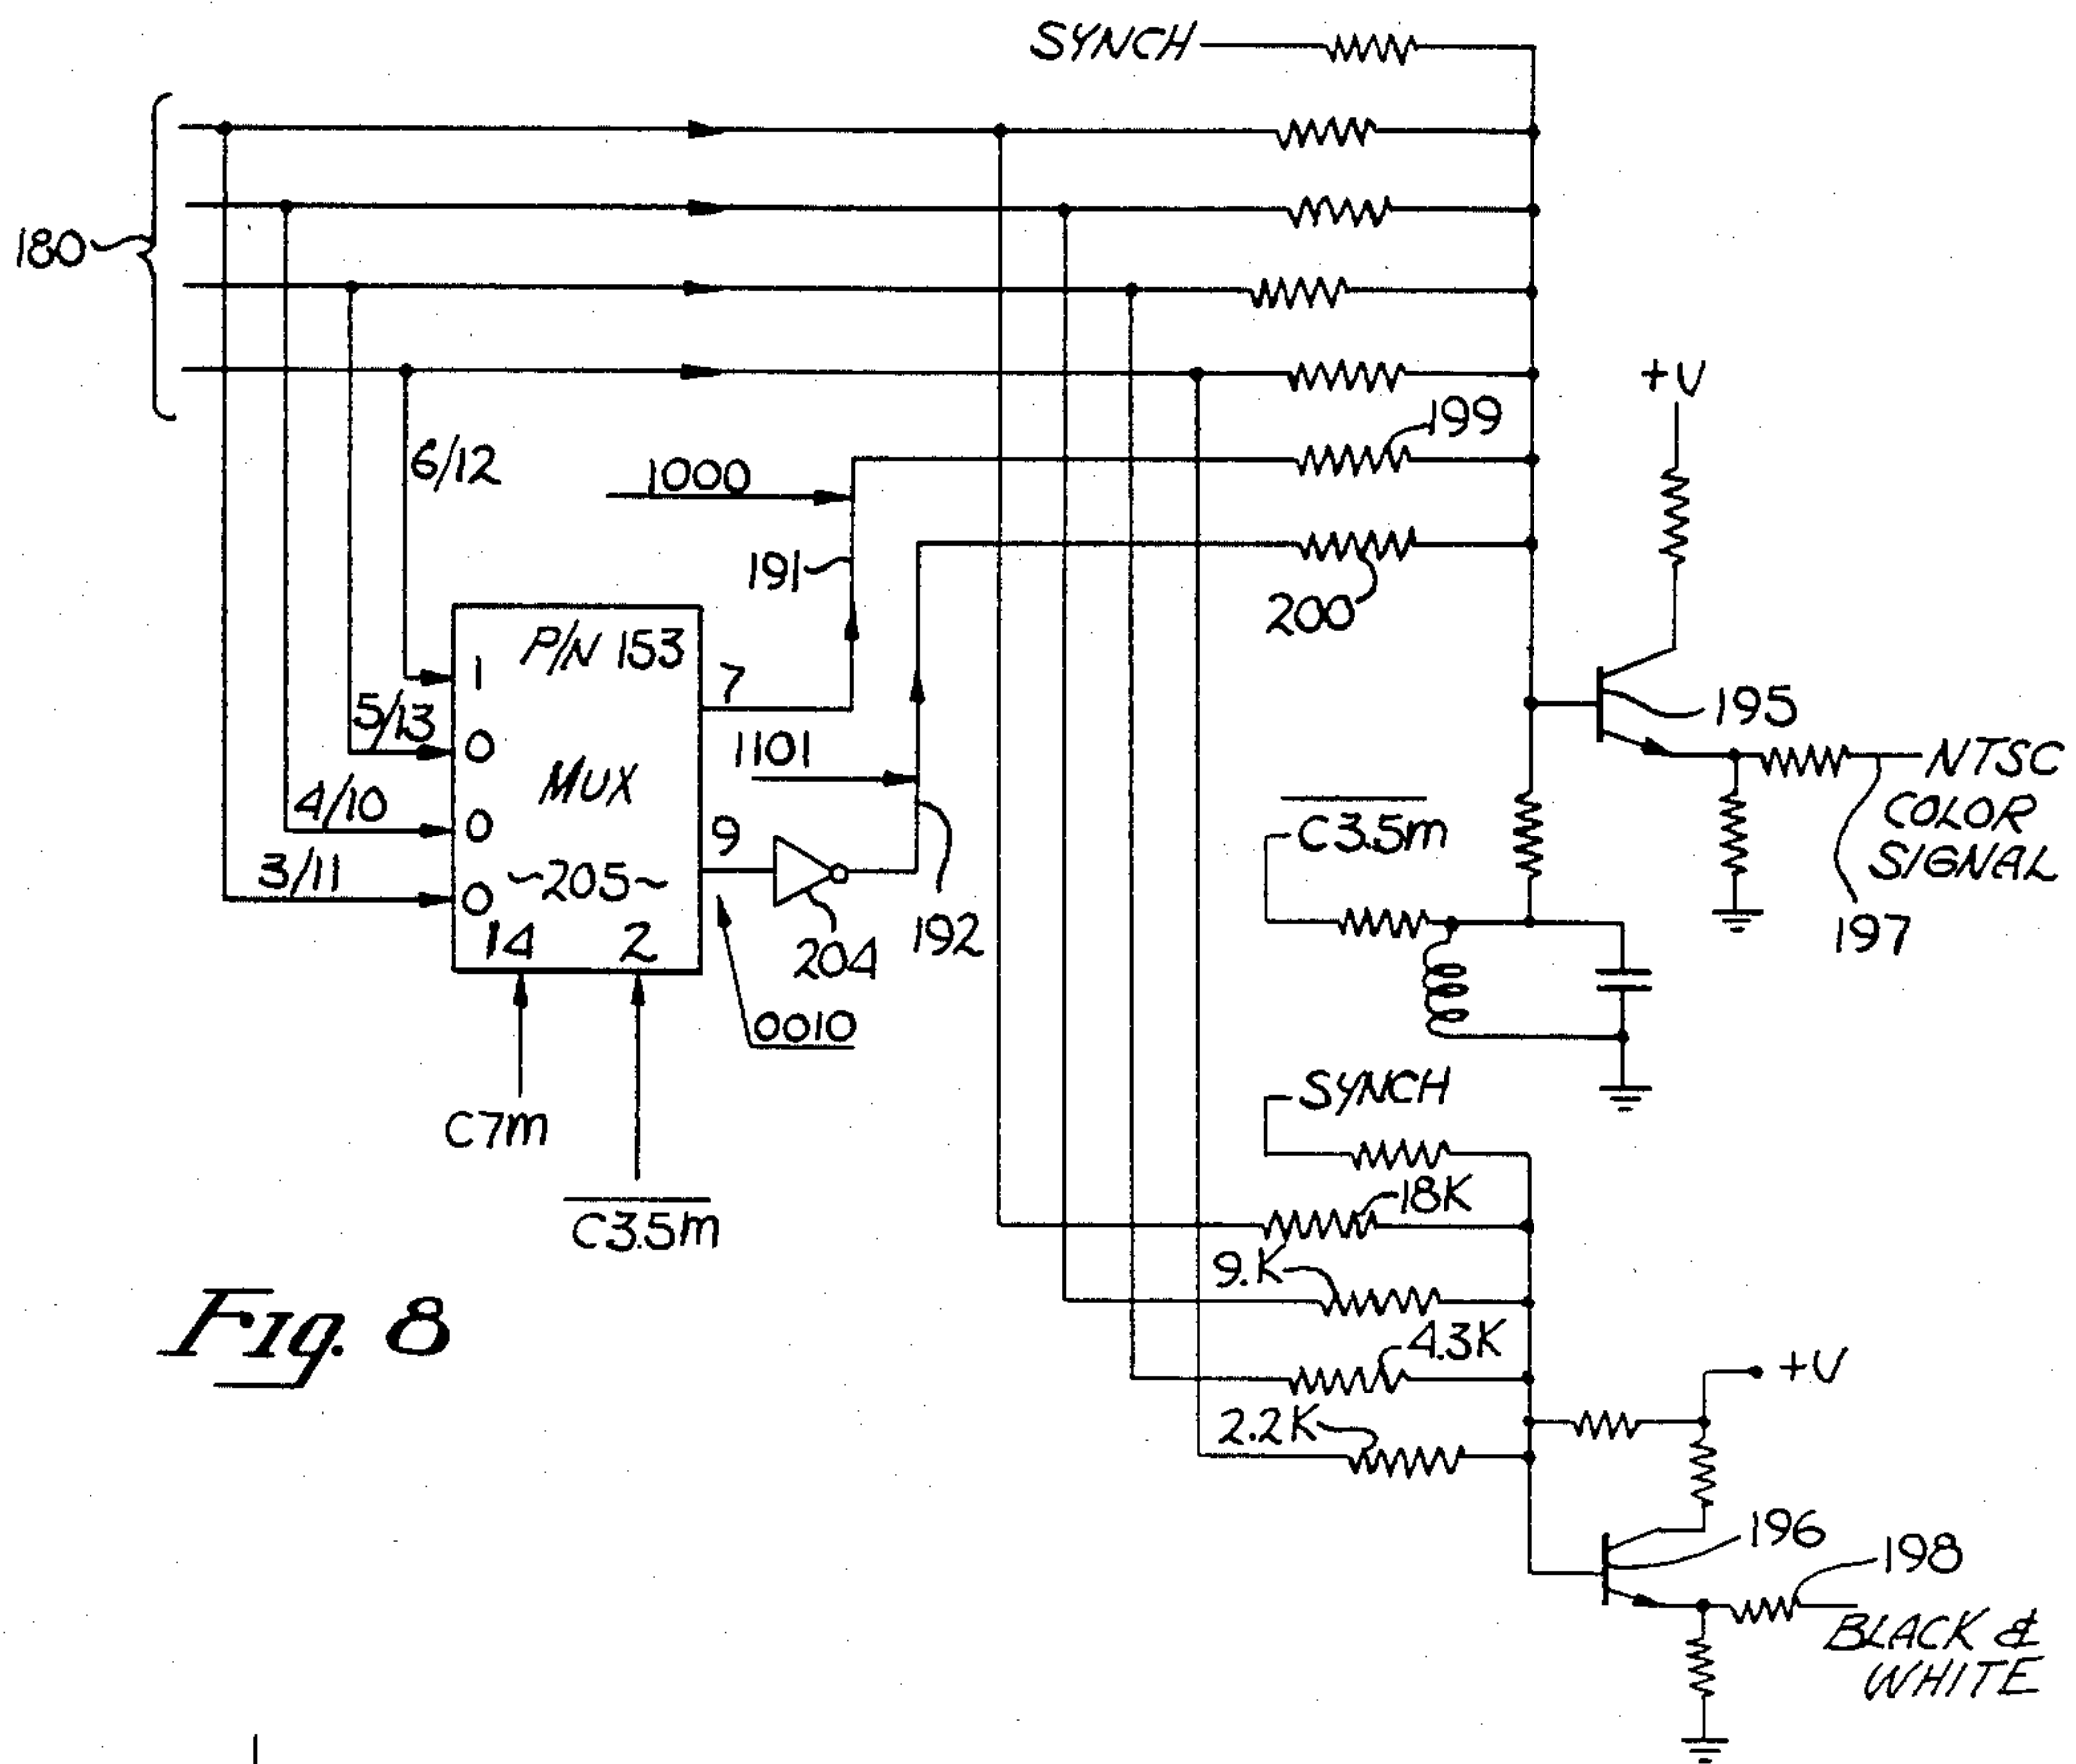 SYNCH
180
+V
199
6/12
1000
191
200
P/N 153
1
7
5/13
0
195
1101
NTSC
COLOR
SIGNAL
MUX
4/10
0
9
C3.5m
3/11
~205~
0
14
2
204
192
197
0010
C7m
SYNCH
C3.5m
18K
9.K
Fig. 8
4.3K
+V
2.2K
196
198
BLACK &
WHITE